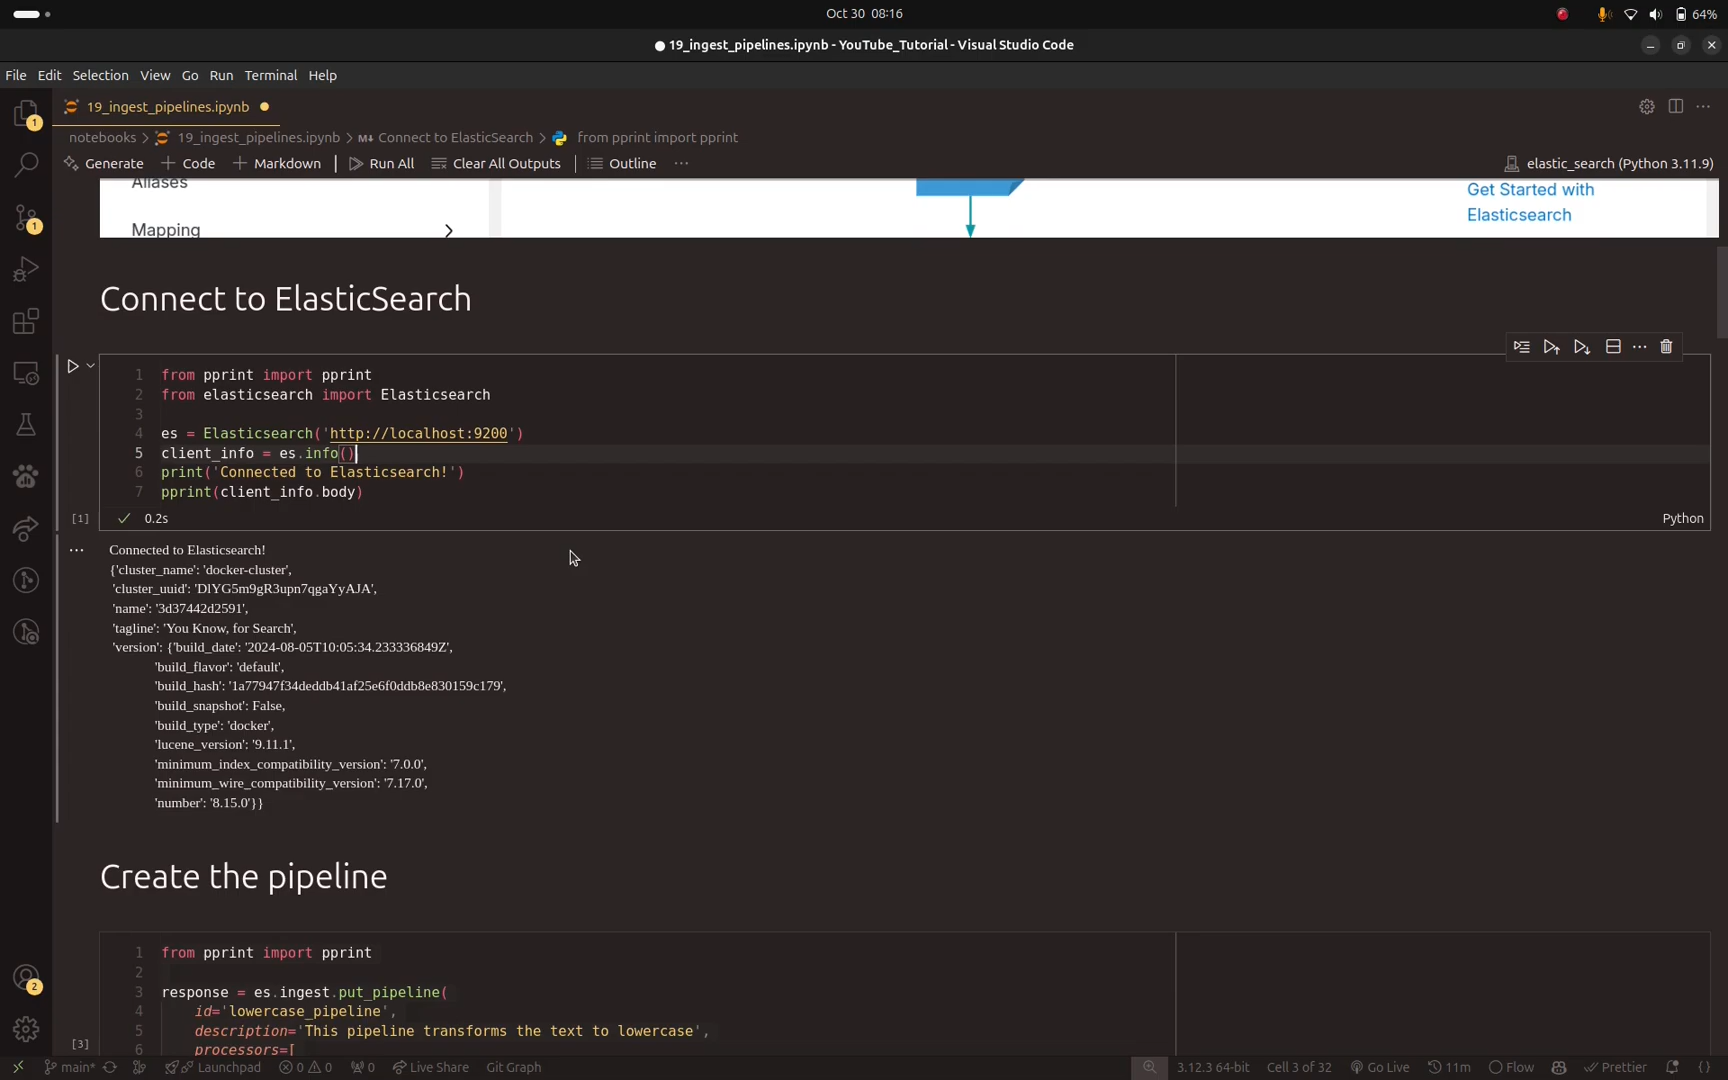 Oct 30 08:16
64%
19_ingest_pipelines.ipynb - YouTube_Tutorial - Visual Studio Code
File Edit Selection View Go Run Terminal Help
19_ingest_pipelines.ipynb
notebooks > 19_ingest_pipelines.ipynb > M↓ Connect to ElasticSearch > from pprint import pprint
Generate + Code + Markdown Run All Clear All Outputs Outline ...
elastic_search (Python 3.11.9)
Aliases
Mapping
Get Started with
Elasticsearch
Connect to ElasticSearch
1 from pprint import pprint
2 from elasticsearch import Elasticsearch
3
4 es = Elasticsearch('http://localhost:9200')
5 client_info = es.info()
6 print('Connected to Elasticsearch!')
7 pprint(client_info.body)
[1] 0.2s
Python
Connected to Elasticsearch!
{'cluster_name': 'docker-cluster',
'cluster_uuid': 'DlYG5m9gR3upn7qgaYyAJA',
'name': '3d37442d2591',
'tagline': 'You Know, for Search',
'version': {'build_date': '2024-08-05T10:05:34.233336849Z',
'build_flavor': 'default',
'build_hash': '1a77947f34deddb41af25e6f0ddb8e830159c179',
'build_snapshot': False,
'build_type': 'docker',
'lucene_version': '9.11.1',
'minimum_index_compatibility_version': '7.0.0',
'minimum_wire_compatibility_version': '7.17.0',
'number': '8.15.0'}}
Create the pipeline
1 from pprint import pprint
2
3 response = es.ingest.put_pipeline(
4 id='lowercase_pipeline',
5 description='This pipeline transforms the text to lowercase',
6 processors=[
[3]
1
1
2
main* Launchpad 0 0 0 Live Share Git Graph
3.12.3 64-bit Cell 3 of 32 Go Live 11m Flow Prettier